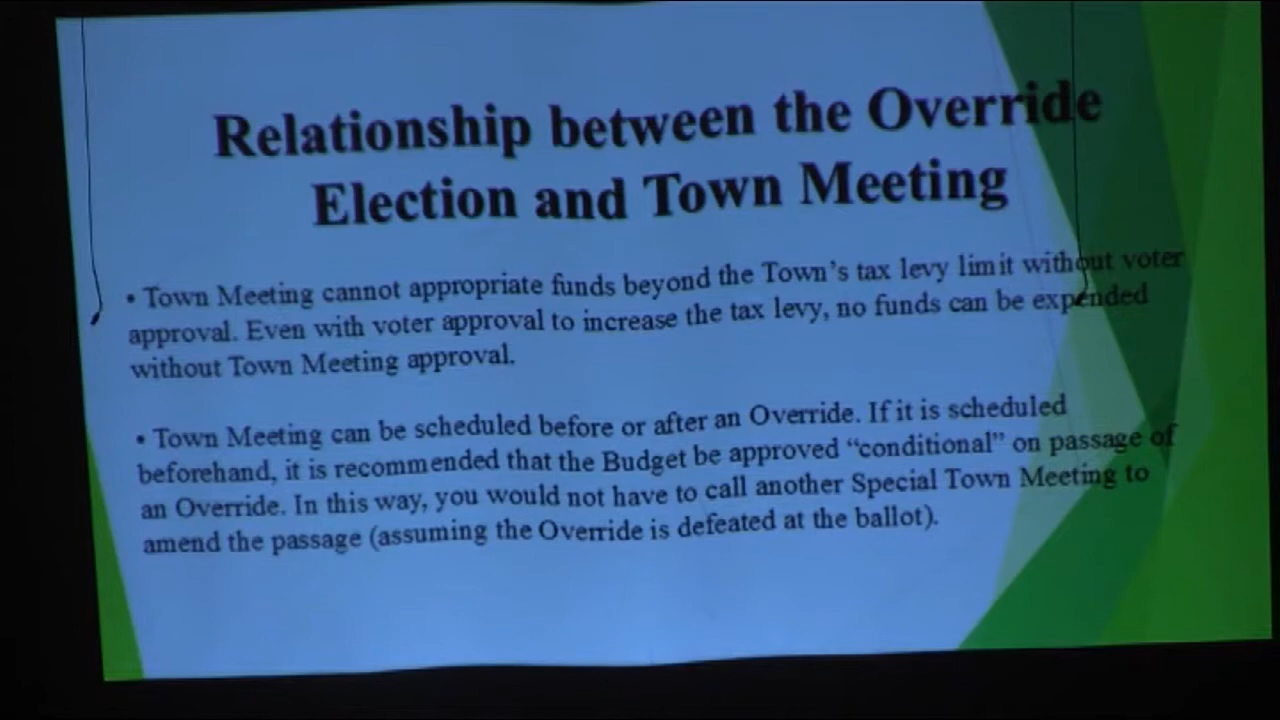 Relationship between the Override
Election and Town Meeting
• Town Meeting cannot appropriate funds beyond the Town's tax levy limit without voter
approval. Even with voter approval to increase the tax levy, no funds can be expended
without Town Meeting approval.
• Town Meeting can be scheduled before or after an Override. If it is scheduled
beforehand, it is recommended that the Budget be approved “conditional” on passage of
an Override. In this way, you would not have to call another Special Town Meeting to
amend the passage (assuming the Override is defeated at the ballot).